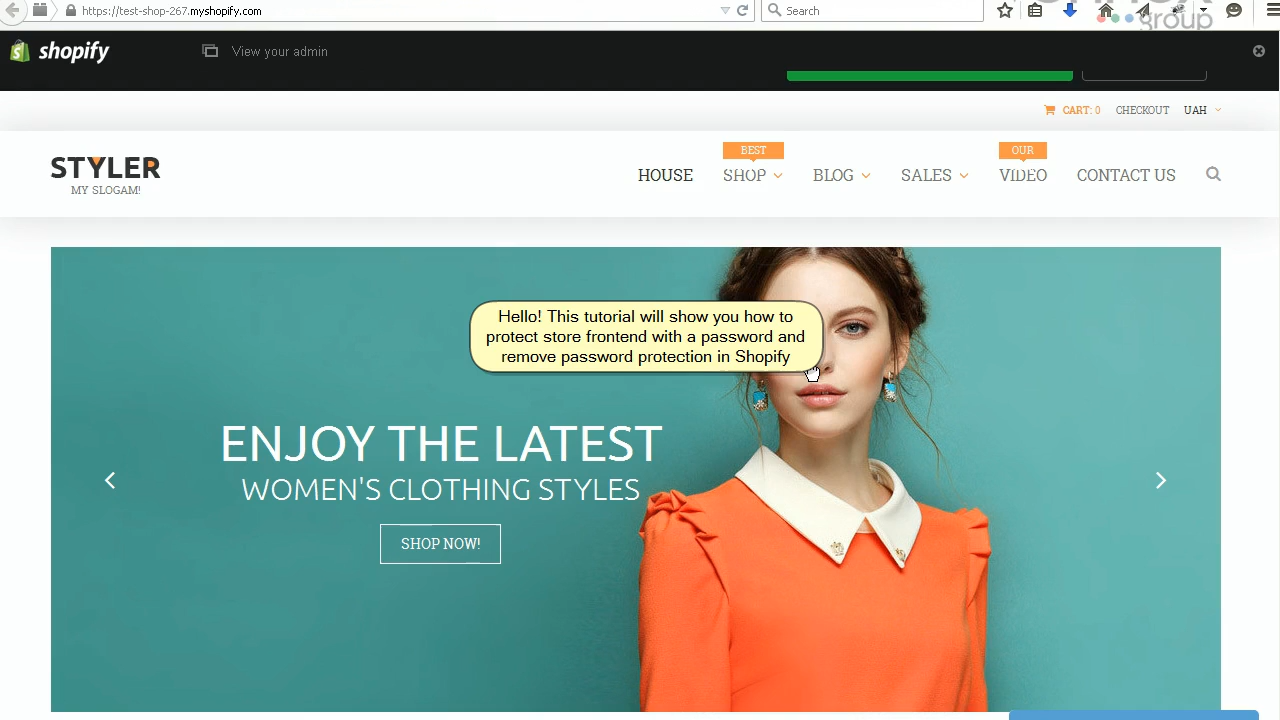 https://test-shop-267.myshopify.com
Search
group
shopify
View your admin
CART: 0 CHECKOUT UAH
STYLER
MY SLOGAM!
BEST
OUR
HOUSE SHOP BLOG SALES VIDEO CONTACT US
Hello! This tutorial will show you how to
protect store frontend with a password and
remove password protection in Shopify
ENJOY THE LATEST
WOMEN'S CLOTHING STYLES
SHOP NOW!